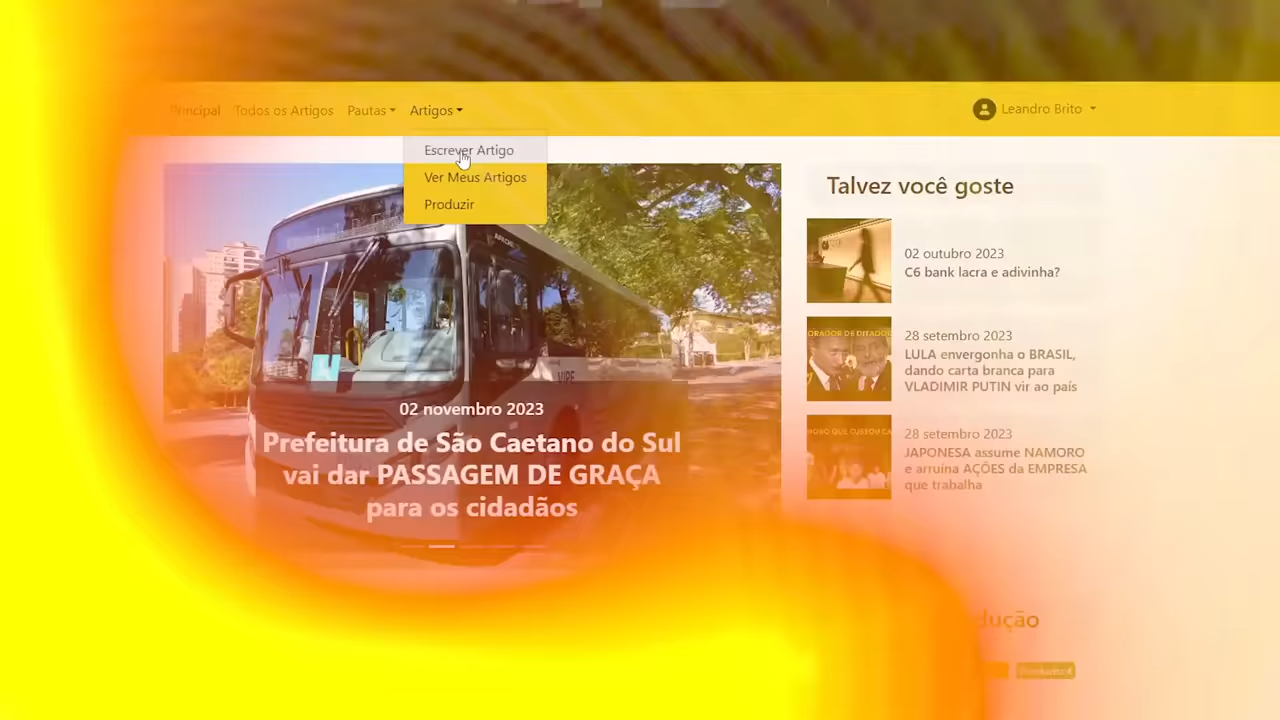 Principal Todos os Artigos Pautas Artigos
Leandro Brito
Escrever Artigo
Ver Meus Artigos
Produzir
02 novembro 2023
Prefeitura de São Caetano do Sul
vai dar PASSAGEM DE GRAÇA
para os cidadãos
Talvez você goste
02 outubro 2023
C6 bank lacra e adivinha?
28 setembro 2023
LULA envergonha o BRASIL,
dando carta branca para
VLADIMIR PUTIN vir ao país
28 setembro 2023
JAPONESA assume NAMORO
e arruína AÇÕES da EMPRESA
que trabalha
dução